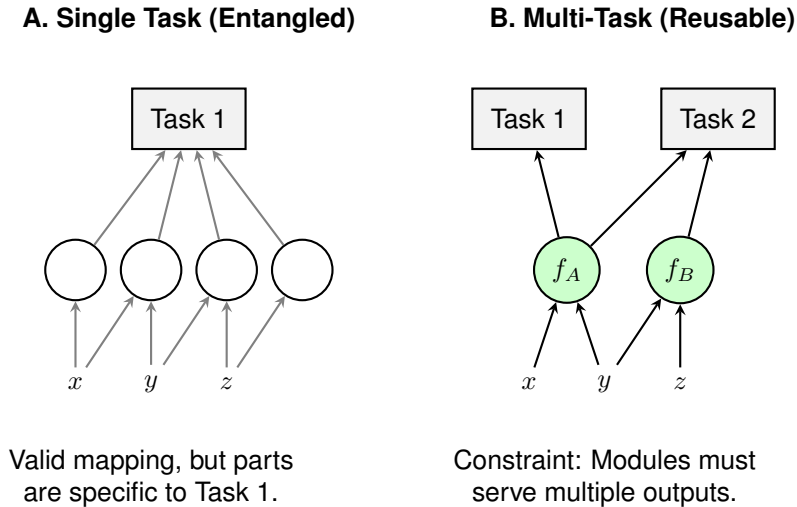 A. Single Task (Entangled)
B. Multi-Task (Reusable)
Task 1
Task 1
Task 2
f_A
f_B
x
y
z
x
y
z
Valid mapping, but parts
are specific to Task 1.
Constraint: Modules must
serve multiple outputs.